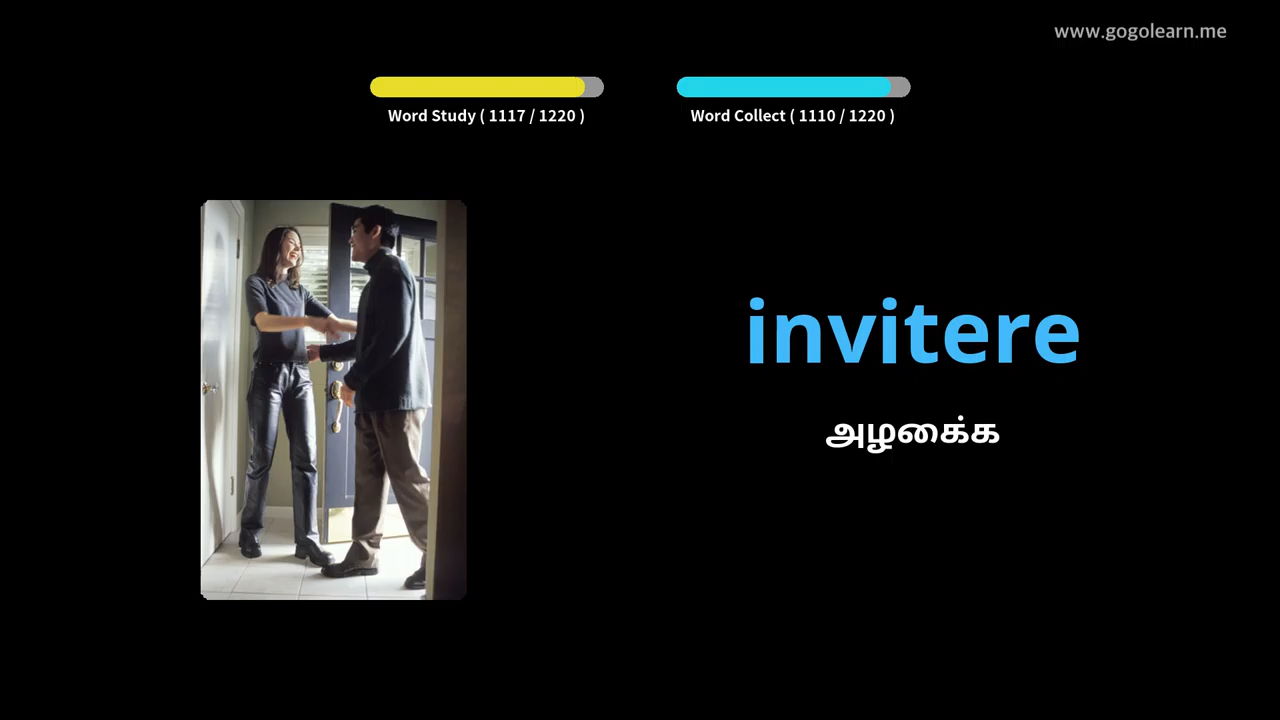 www.gogolearn.me
Word Study ( 1117 / 1220 )
Word Collect ( 1110 / 1220 )
invitere
அழைக்க